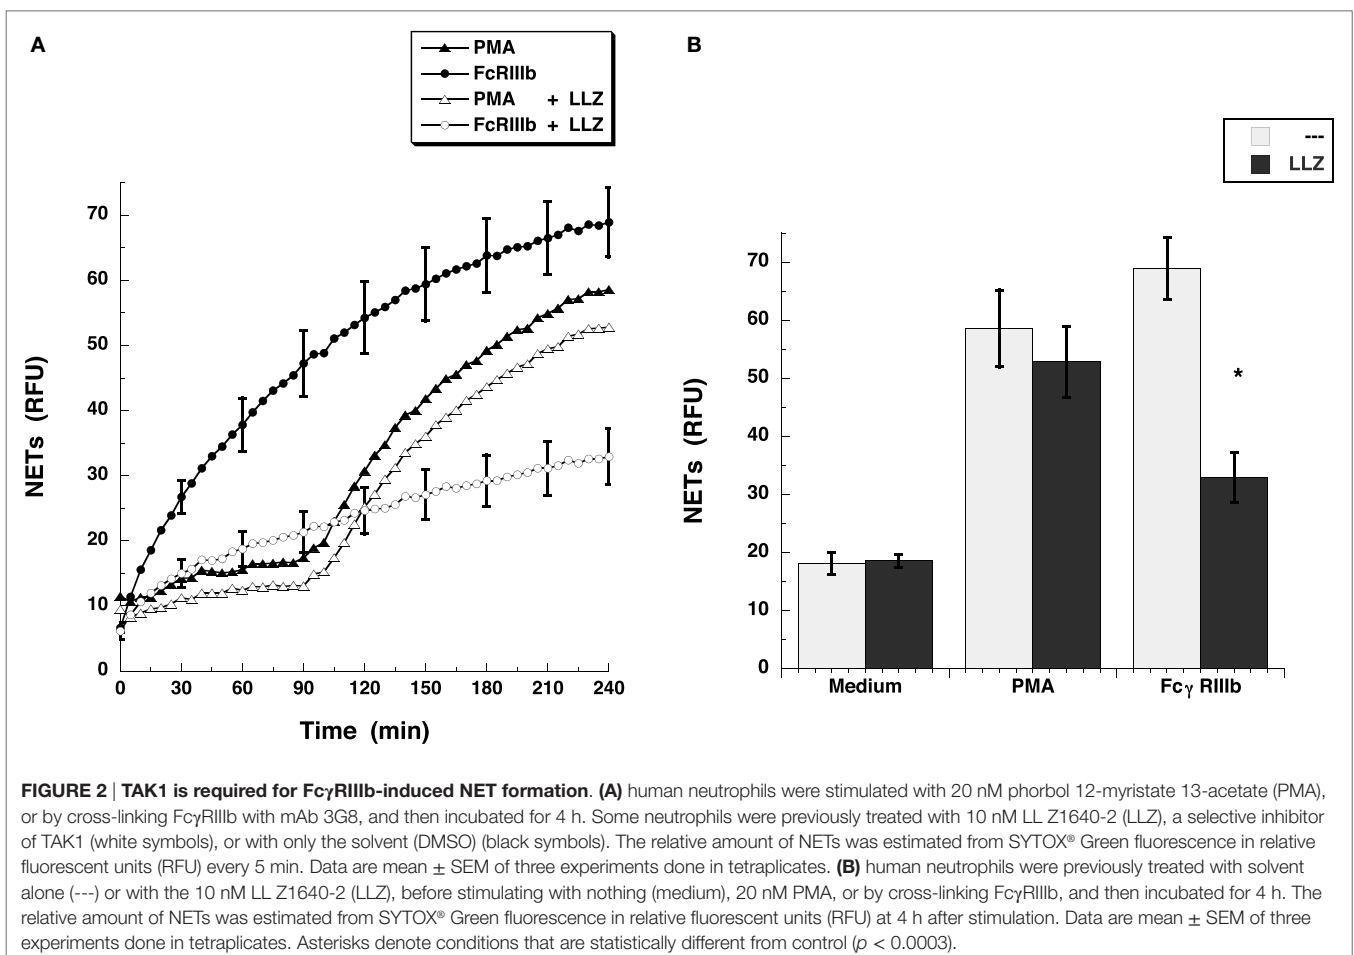 A
PMA
FcRIIIb
PMA + LLZ
FcRIIIb + LLZ
70
60
50
40
30
20
10
0
NETs (RFU)
0 30 60 90 120 150 180 210 240
Time (min)
B
---
LLZ
70
60
50
40
30
20
10
0
NETs (RFU)
*
Medium PMA Fcγ RIIIb
FIGURE 2 | TAK1 is required for FcγRIIIb-induced NET formation. (A) human neutrophils were stimulated with 20 nM phorbol 12-myristate 13-acetate (PMA),
or by cross-linking FcγRIIIb with mAb 3G8, and then incubated for 4 h. Some neutrophils were previously treated with 10 nM LL Z1640-2 (LLZ), a selective inhibitor
of TAK1 (white symbols), or with only the solvent (DMSO) (black symbols). The relative amount of NETs was estimated from SYTOX® Green fluorescence in relative
fluorescent units (RFU) every 5 min. Data are mean ± SEM of three experiments done in tetraplicates. (B) human neutrophils were previously treated with solvent
alone (---) or with the 10 nM LL Z1640-2 (LLZ), before stimulating with nothing (medium), 20 nM PMA, or by cross-linking FcγRIIIb, and then incubated for 4 h. The
relative amount of NETs was estimated from SYTOX® Green fluorescence in relative fluorescent units (RFU) at 4 h after stimulation. Data are mean ± SEM of three
experiments done in tetraplicates. Asterisks denote conditions that are statistically different from control (p < 0.0003).